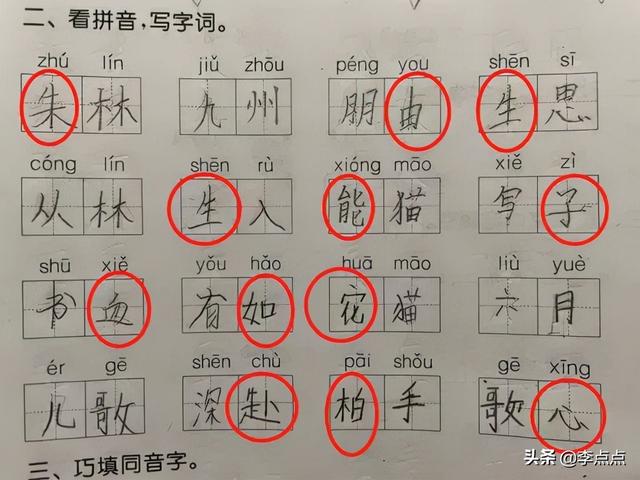 二、看拼音，写字词。
zhú lín jiǔ zhōu péng you shēn sī
朱林 九州 朋由 生思
cóng lín shēn rù xióng māo xiě zì
从林 生入 能猫 写子
shū xiě yǒu hǎo huā māo liù yuè
书血 有如 花猫 六月
ér gē shēn chù pāi shǒu gē xīng
儿歌 深赴 柏手 歌心
三、巧填同音字。
头条 @李点点